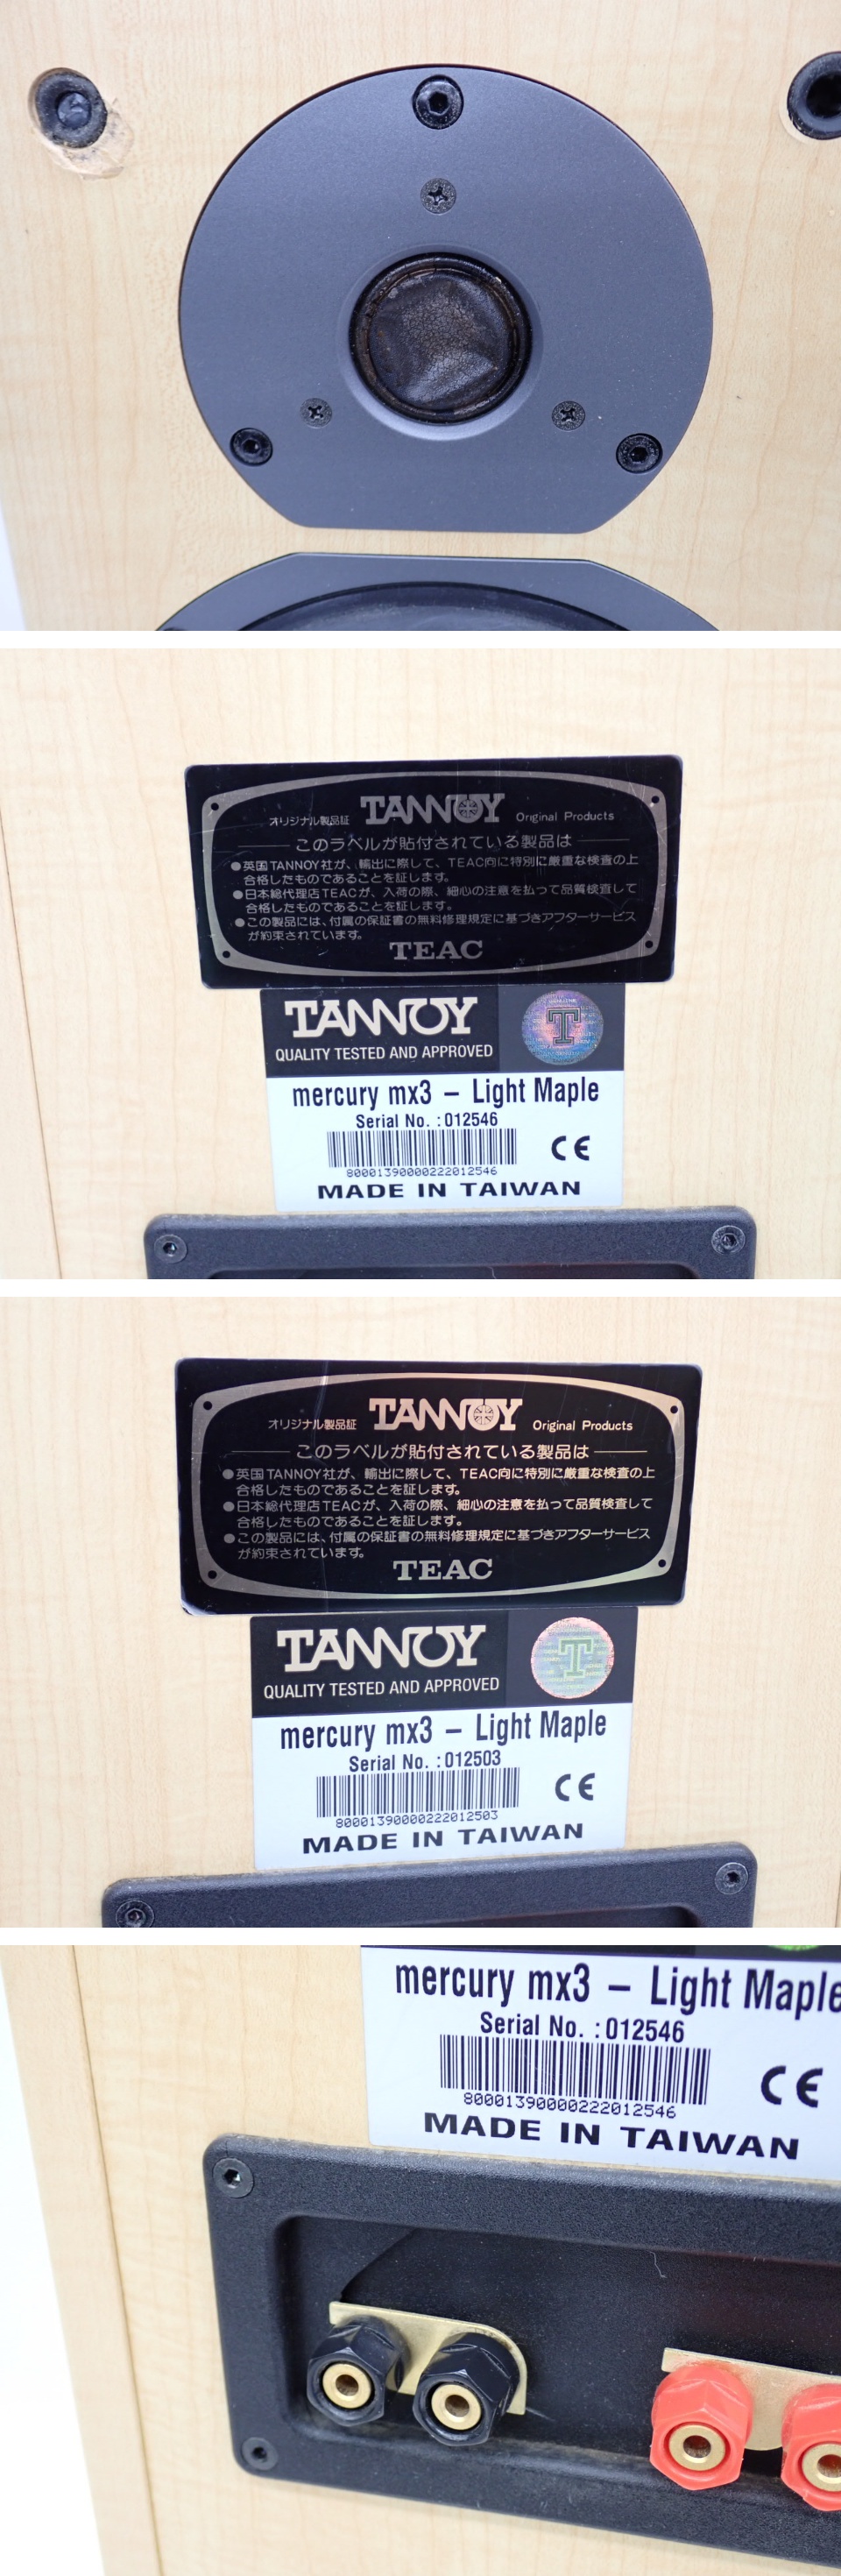 オリジナル製品証 TANNOY Original Products
このラベルが貼付されている製品は
●英国TANNOY社が、輸出に際して、TEAC向に特別に厳重な検査の上
合格したものであることを証します。
●日本総代理店TEACが、入荷の際、細心の注意を払って品質検査して
合格したものであることを証します。
●この製品には、付属の保証書の無料修理規定に基づきアフターサービス
が約束されています。
TEAC
TANNOY
T
QUALITY TESTED AND APPROVED
mercury mx3 – Light Maple
Serial No. : 012546
CE
80001390000222012546
MADE IN TAIWAN
オリジナル製品証 TANNOY Original Products
このラベルが貼付されている製品は
●英国TANNOY社が、輸出に際して、TEAC向に特別に厳重な検査の上
合格したものであることを証します。
●日本総代理店TEACが、入荷の際、細心の注意を払って品質検査して
合格したものであることを証します。
●この製品には、付属の保証書の無料修理規定に基づきアフターサービス
が約束されています。
TEAC
TANNOY
T
QUALITY TESTED AND APPROVED
mercury mx3 – Light Maple
Serial No. : 012503
CE
80001390000222012503
MADE IN TAIWAN
mercury mx3 – Light Maple
Serial No. : 012546
CE
80001390000222012546
MADE IN TAIWAN